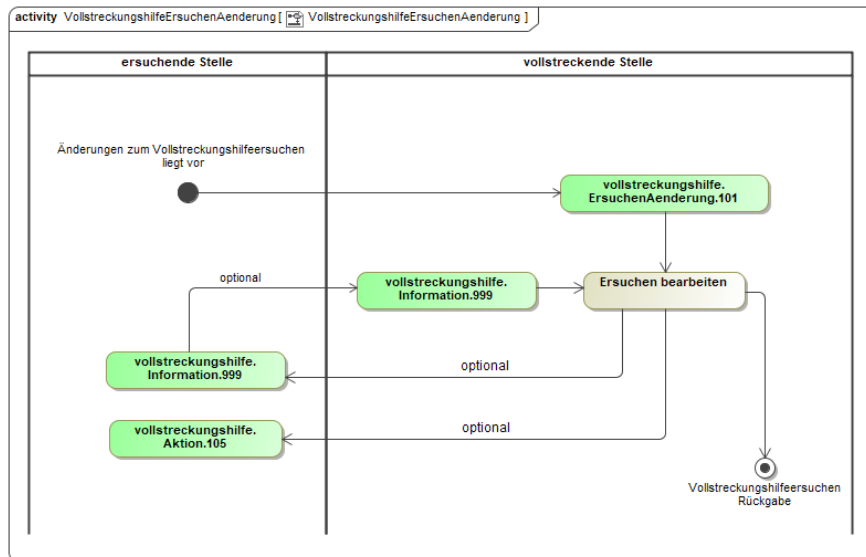 activity VollstreckungshilfeErsuchenAenderung [ VollstreckungshilfeErsuchenAenderung ]
ersuchende Stelle
vollstreckende Stelle
Änderungen zum Vollstreckungshilfeersuchen
liegt vor
vollstreckungshilfe.
ErsuchenAenderung.101
optional
vollstreckungshilfe.
Information.999
Ersuchen bearbeiten
vollstreckungshilfe.
Information.999
optional
vollstreckungshilfe.
Aktion.105
optional
Vollstreckungshilfeersuchen
Rückgabe